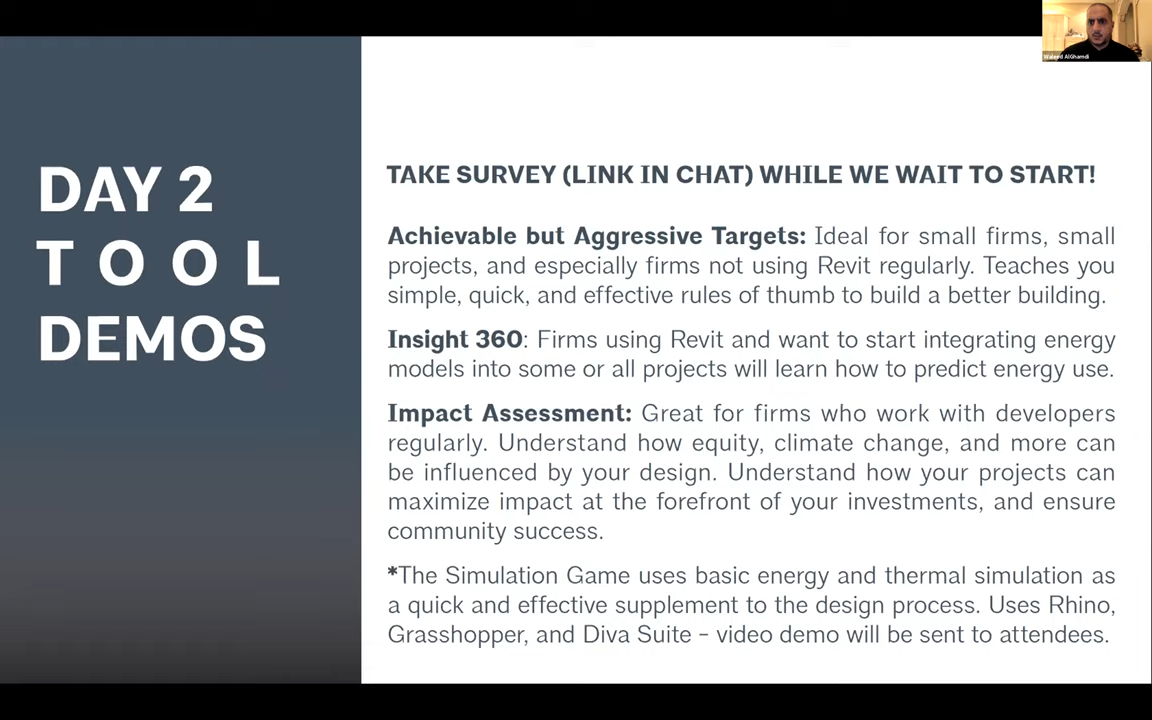 Waleed AlGhamdi
DAY 2
TOOL
DEMOS
TAKE SURVEY (LINK IN CHAT) WHILE WE WAIT TO START!
Achievable but Aggressive Targets: Ideal for small firms, small
projects, and especially firms not using Revit regularly. Teaches you
simple, quick, and effective rules of thumb to build a better building.
Insight 360: Firms using Revit and want to start integrating energy
models into some or all projects will learn how to predict energy use.
Impact Assessment: Great for firms who work with developers
regularly. Understand how equity, climate change, and more can
be influenced by your design. Understand how your projects can
maximize impact at the forefront of your investments, and ensure
community success.
*The Simulation Game uses basic energy and thermal simulation as
a quick and effective supplement to the design process. Uses Rhino,
Grasshopper, and Diva Suite - video demo will be sent to attendees.